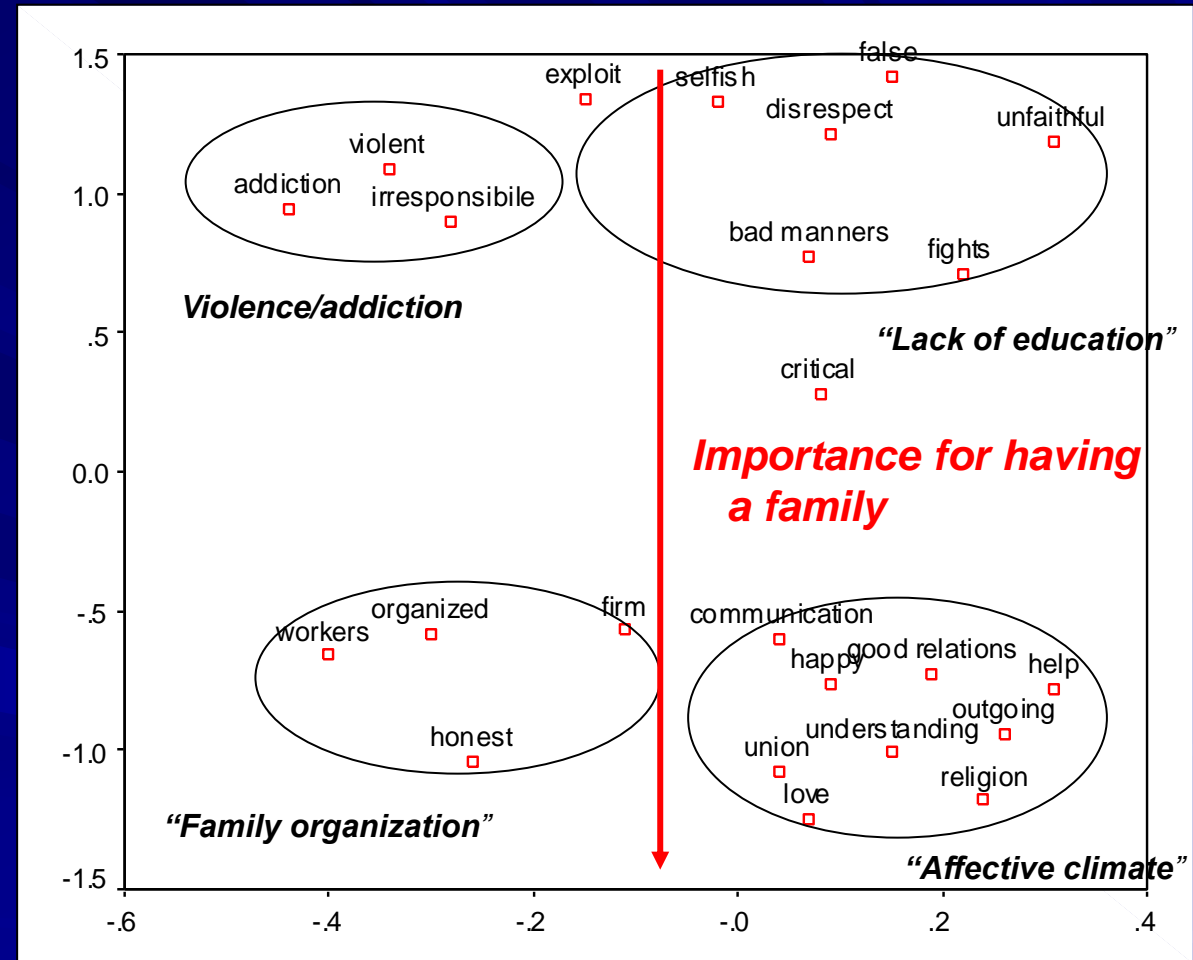 1.5
false
exploit
selfish
disrespect
unfaithful
violent
addiction
irresponsibile
1.0
bad manners
fights
Violence/addiction
.5
“Lack of education”
critical
Importance for having
a family
0.0
-.5
organized
firm
communication
workers
happy
good relations
help
outgoing
understanding
honest
union
-1.0
religion
love
“Family organization”
“Affective climate”
-1.5
-.6
-.4
-.2
-.0
.2
.4